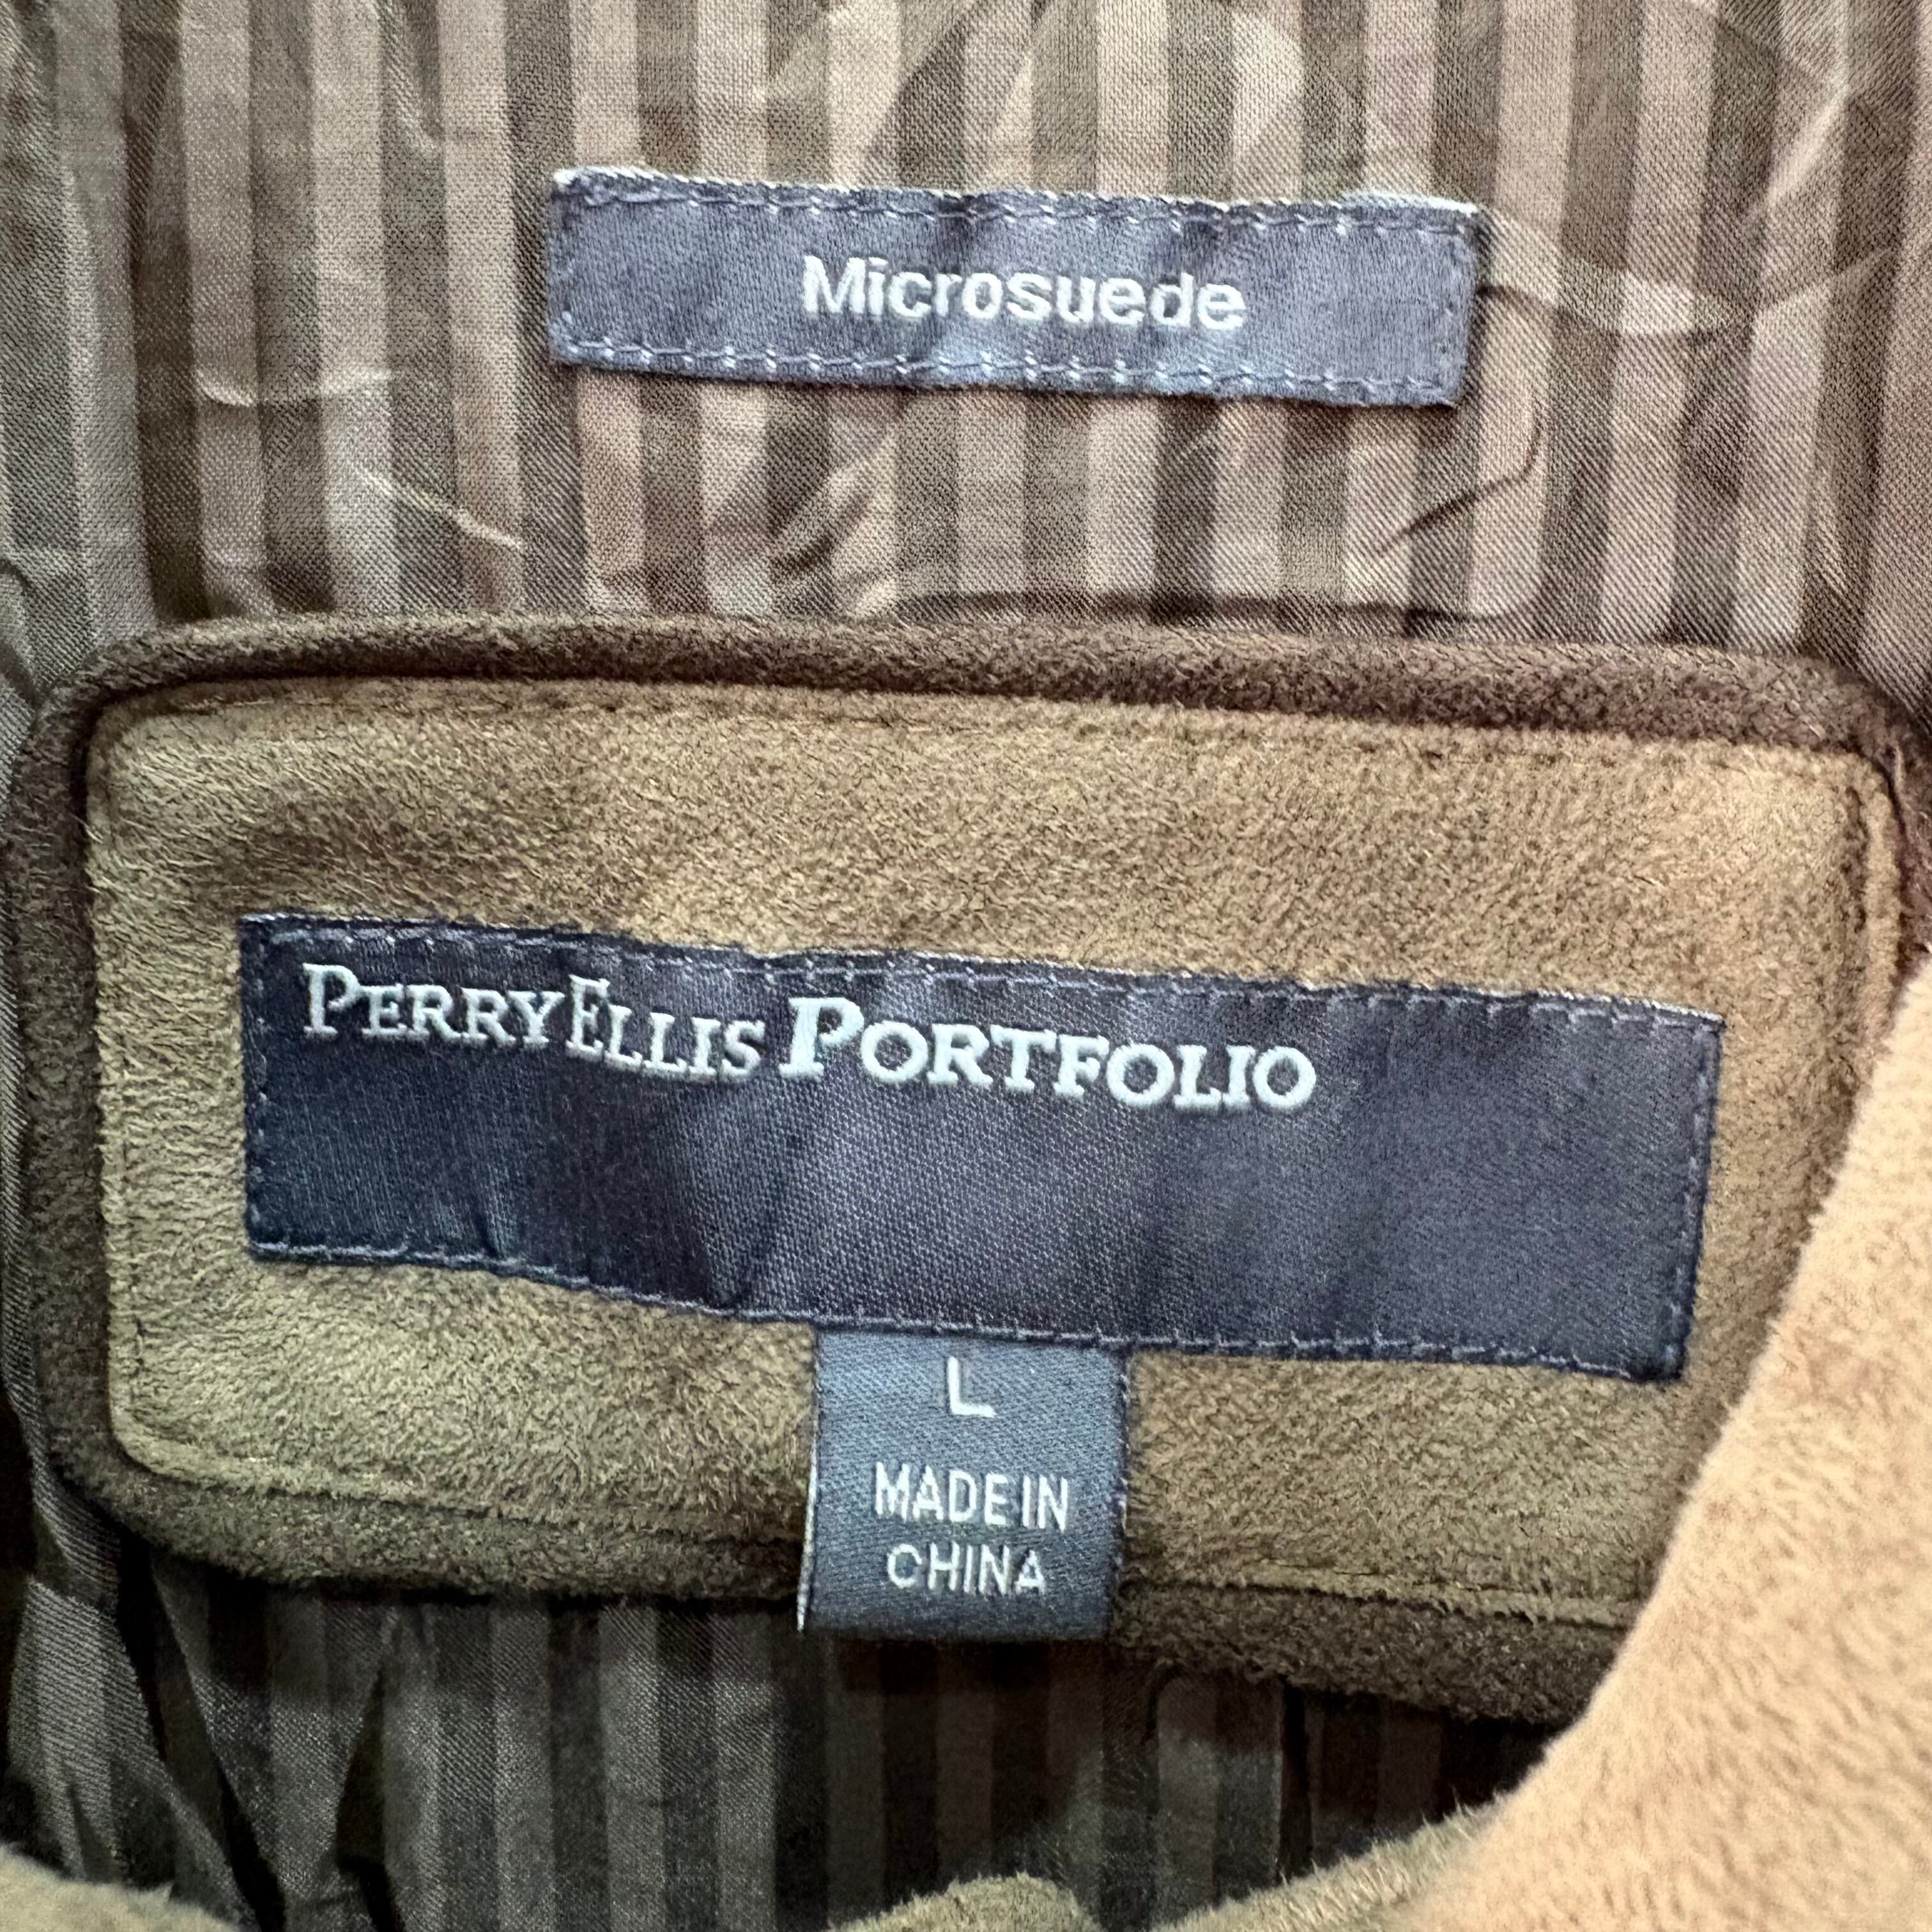 Microsuede
PERRY ELLIS PORTFOLIO
L
MADE IN
CHINA